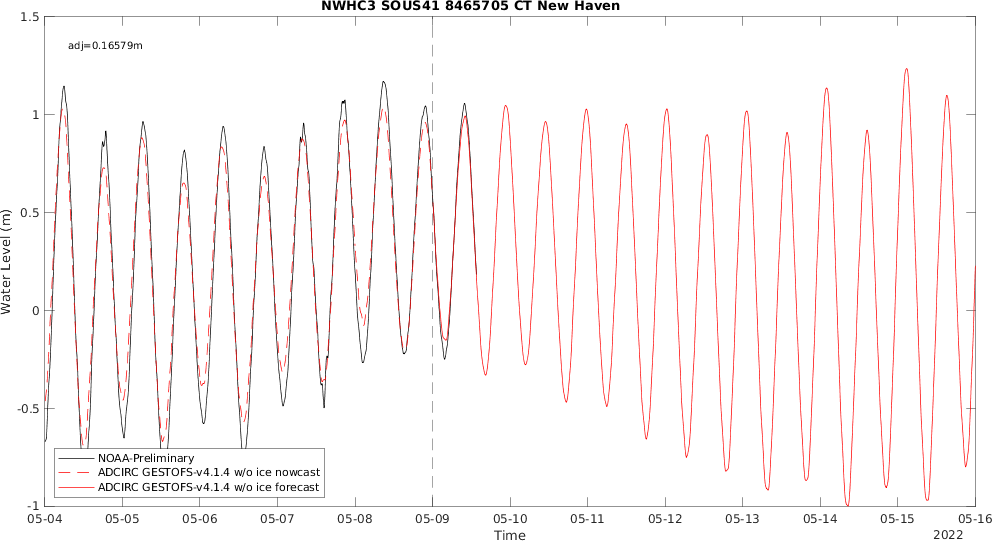 NWHC3 SOUS41 8465705 CT New Haven
adj=0.16579m
1.5
1
0.5
0
-0.5
-1
Water Level (m)
NOAA-Preliminary
ADCIRC GESTOFS-v4.1.4 w/o ice nowcast
ADCIRC GESTOFS-v4.1.4 w/o ice forecast
05-04 05-05 05-06 05-07 05-08 05-09 05-10 05-11 05-12 05-13 05-14 05-15 05-16
Time
2022